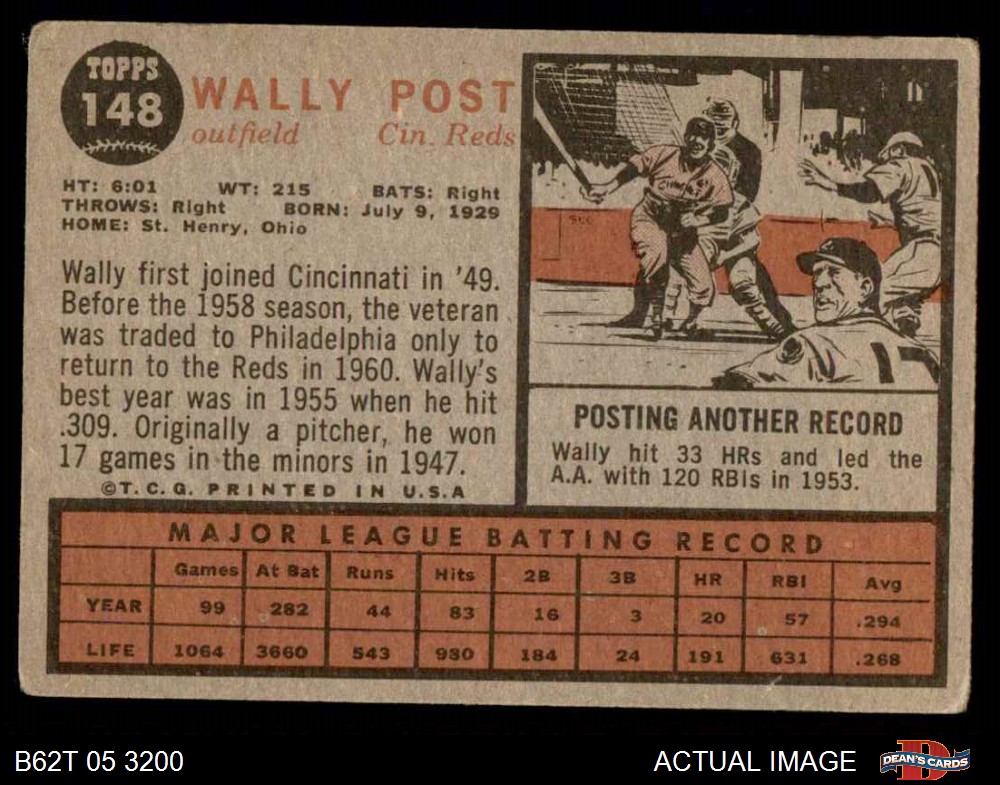 TOPPS
148
WALLY POST
outfield Cin. Reds
HT: 6:01 WT: 215 BATS: Right
THROWS: Right BORN: July 9, 1929
HOME: St. Henry, Ohio
Wally first joined Cincinnati in '49.
Before the 1958 season, the veteran
was traded to Philadelphia only to
return to the Reds in 1960. Wally's
best year was in 1955 when he hit
.309. Originally a pitcher, he won
17 games in the minors in 1947.
©T.C.G. PRINTED IN U.S.A
POSTING ANOTHER RECORD
Wally hit 33 HRs and led the
A.A. with 120 RBIs in 1953.
MAJOR LEAGUE BATTING RECORD
Games At Bat Runs Hits 2B 3B HR RBI Avg
YEAR 99 282 44 83 16 3 20 57 .294
LIFE 1064 3660 543 980 184 24 191 631 .268
B62T 05 3200
ACTUAL IMAGE
DEAN'S CARDS